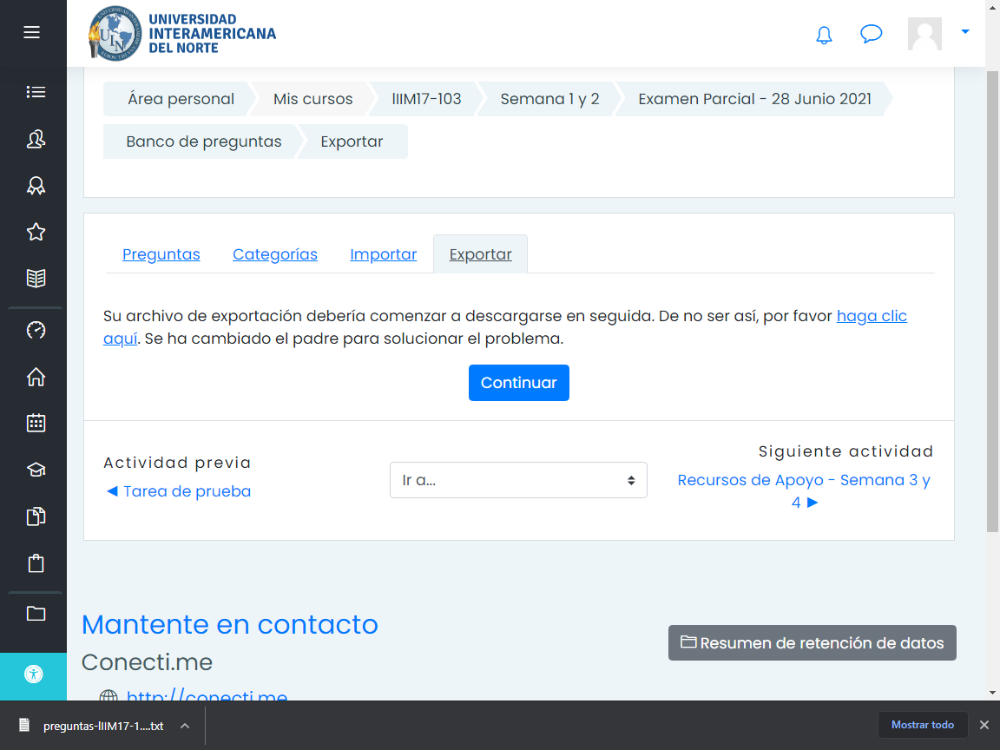 UNIVERSIDAD
INTERAMERICANA
DEL NORTE
Área personal Mis cursos lIIM17-103 Semana 1 y 2 Examen Parcial - 28 Junio 2021
Banco de preguntas Exportar
Preguntas Categorías Importar Exportar
Su archivo de exportación debería comenzar a descargarse en seguida. De no ser así, por favor haga clic
aquí. Se ha cambiado el padre para solucionar el problema.
Continuar
Actividad previa
◀ Tarea de prueba
Ir a...
Siguiente actividad
Recursos de Apoyo - Semana 3 y
4 ▶
Mantente en contacto
Resumen de retención de datos
Conecti.me
http://conecti.me
preguntas-lIIM17-1....txt
Mostrar todo